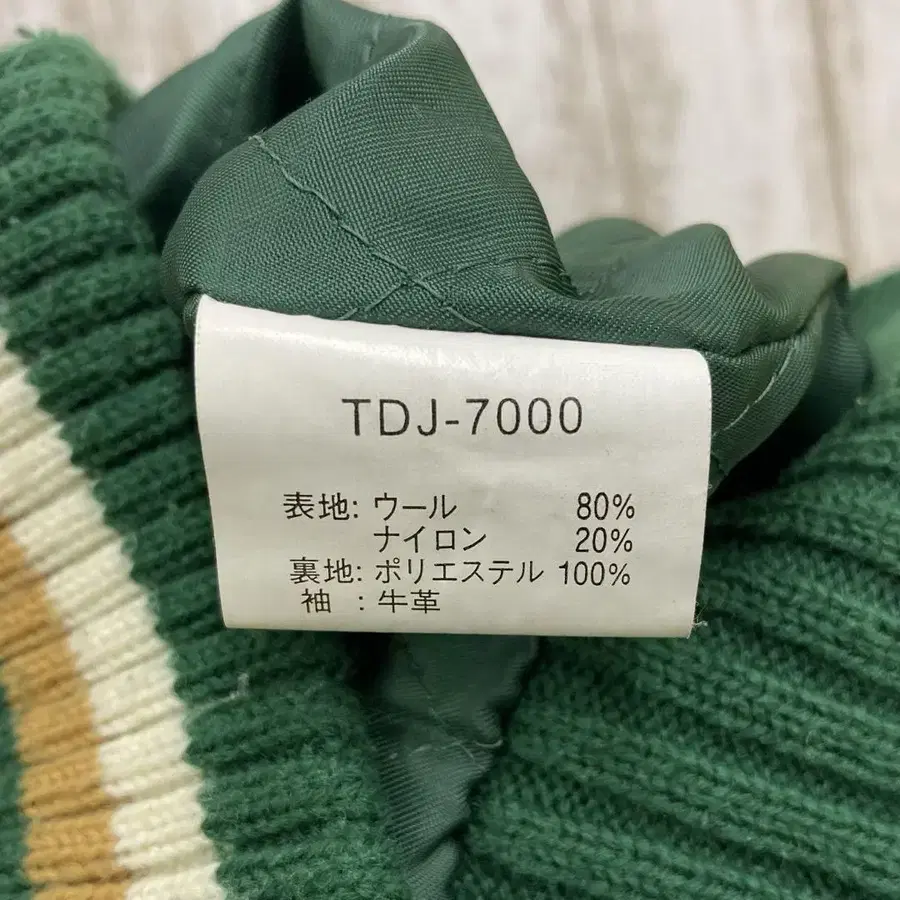 TDJ-7000
表地: ウール 80%
ナイロン 20%
裏地: ポリエステル 100%
袖 : 牛革